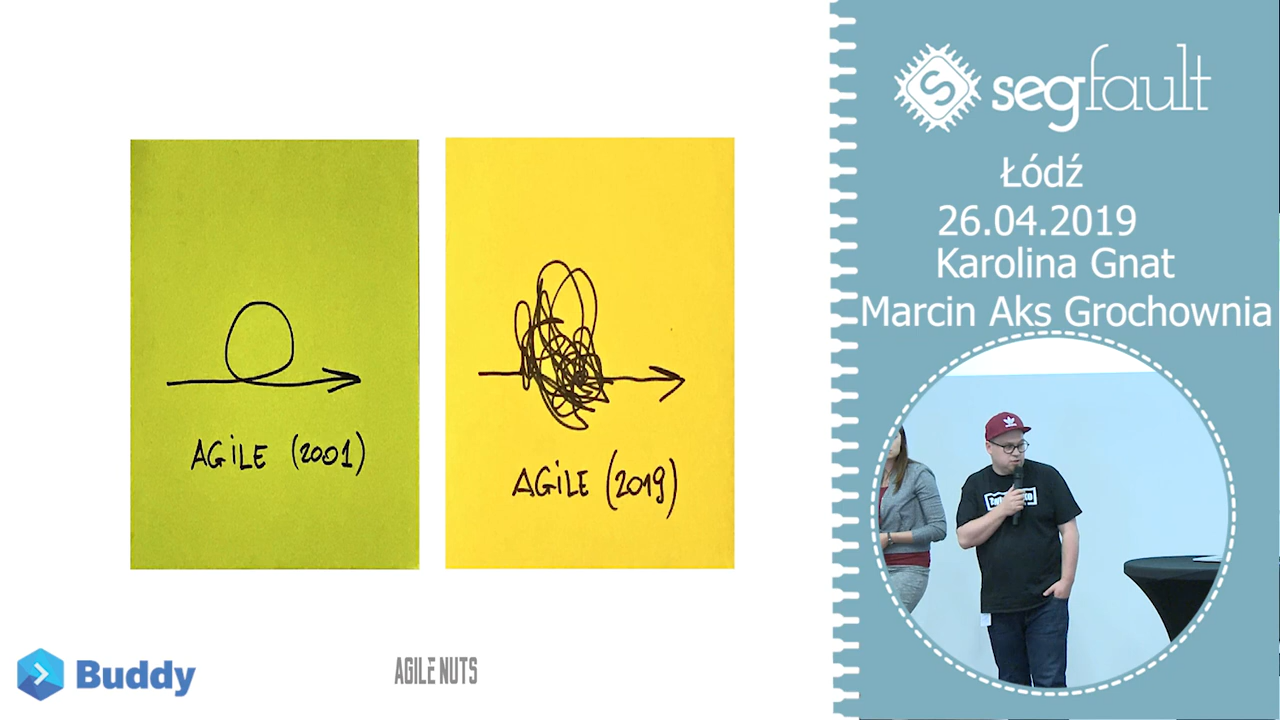 AGiLE (2001)
AGiLE (2019)
Buddy
AGILE NUTS
segfault
Łódź
26.04.2019
Karolina Gnat
Marcin Aks Grochownia